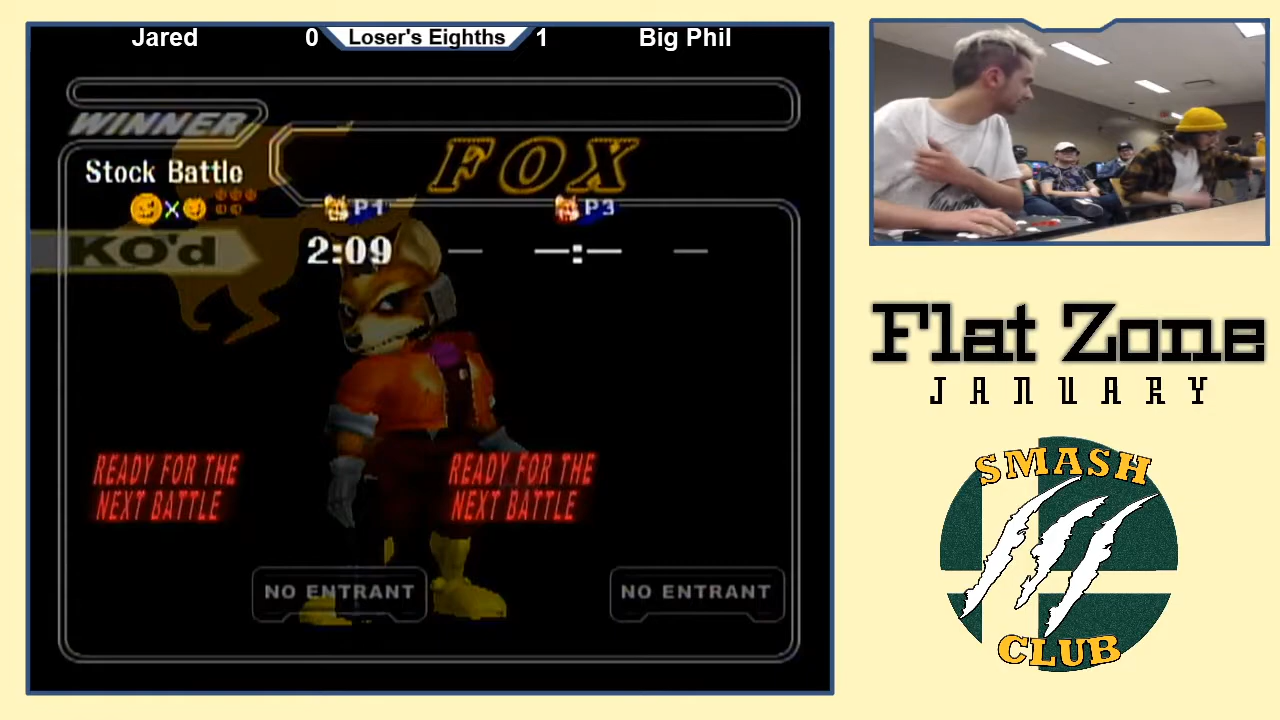 Jared 0 Loser's Eighths 1 Big Phil
WINNER
FOX
Stock Battle
P1 P3
KO'd 2:09 — —:— —
READY FOR THE READY FOR THE
NEXT BATTLE NEXT BATTLE
NO ENTRANT NO ENTRANT
Flat Zone
JANUARY
SMASH
CLUB